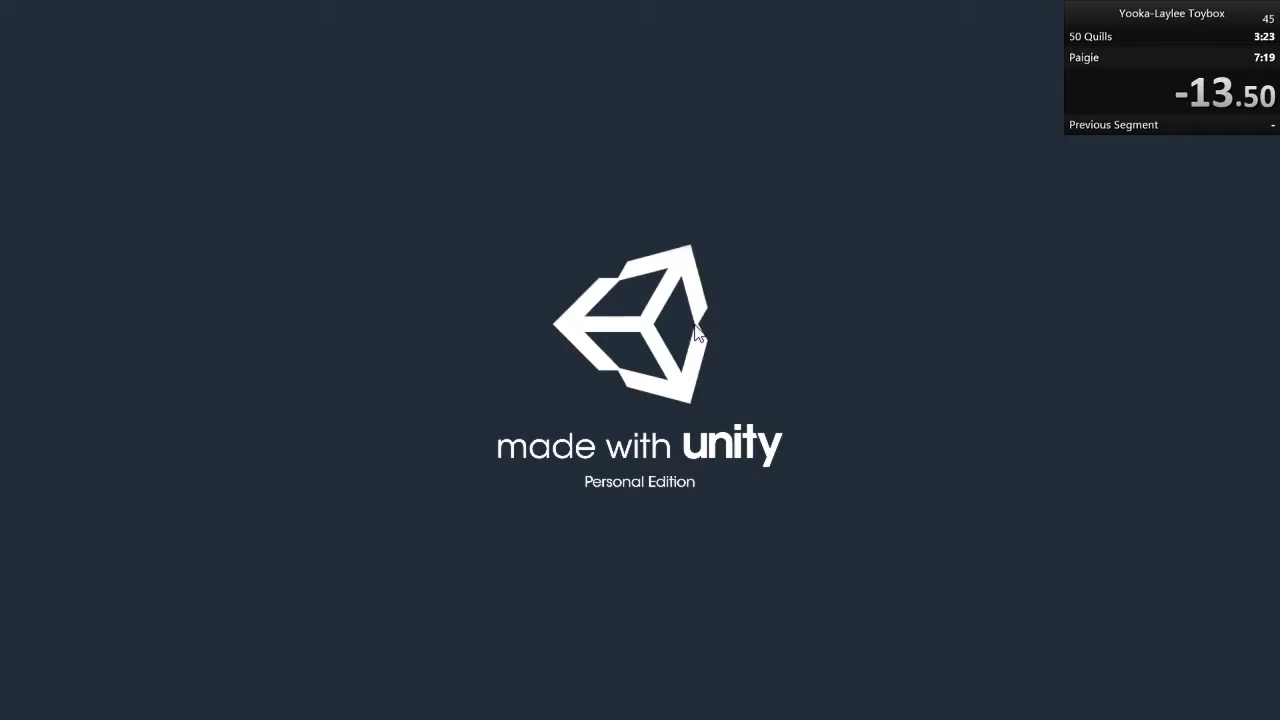 Yooka-Laylee Toybox
45
50 Quills 3:23
Paigie 7:19
-13.50
Previous Segment -
made with unity
Personal Edition